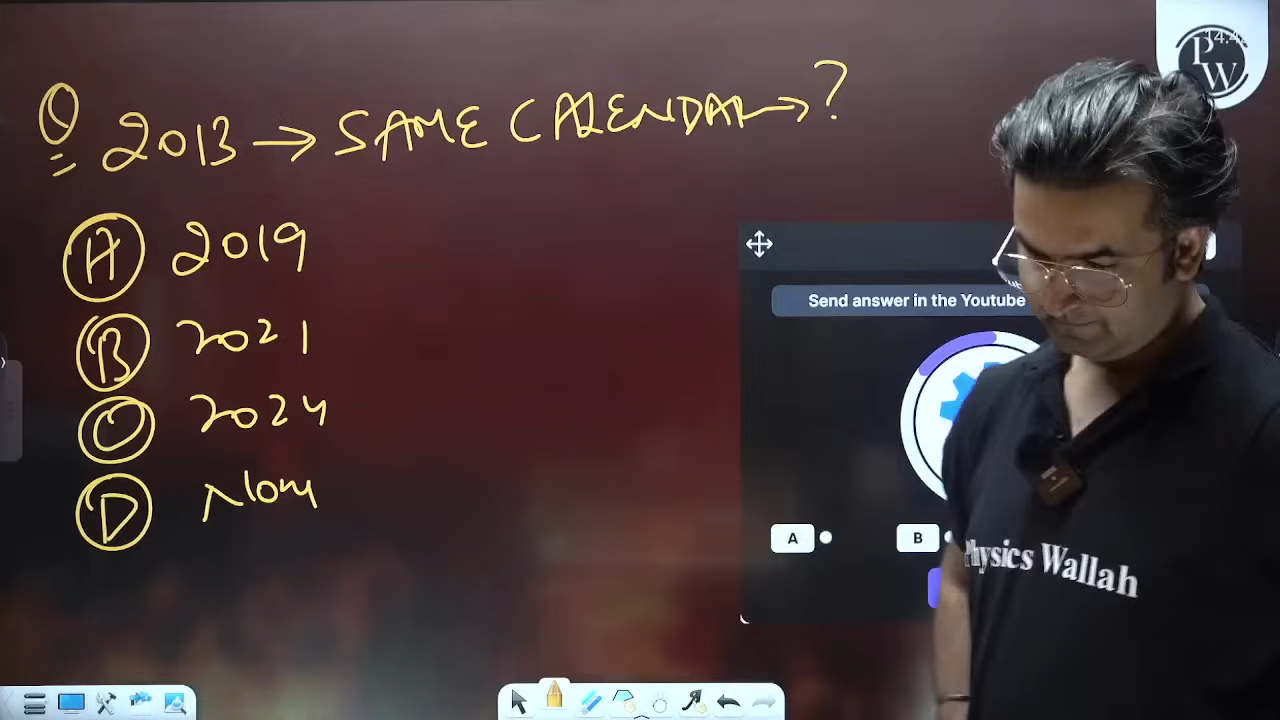 Q 2013 → SAME CALENDAR → ?
A 2019
B 2021
C 2024
D None
PW
Send answer in the Youtube
A
B
Physics Wallah